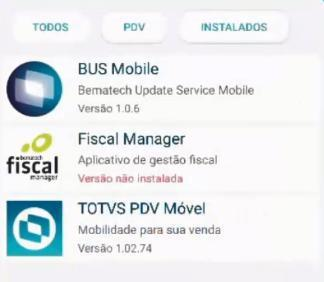 TODOS PDV INSTALADOS
BUS Mobile
Bematech Update Service Mobile
Versão 1.0.6
bematech
fiscal
manager
Fiscal Manager
Aplicativo de gestão fiscal
Versão não instalada
TOTVS PDV Móvel
Mobilidade para sua venda
Versão 1.02.74